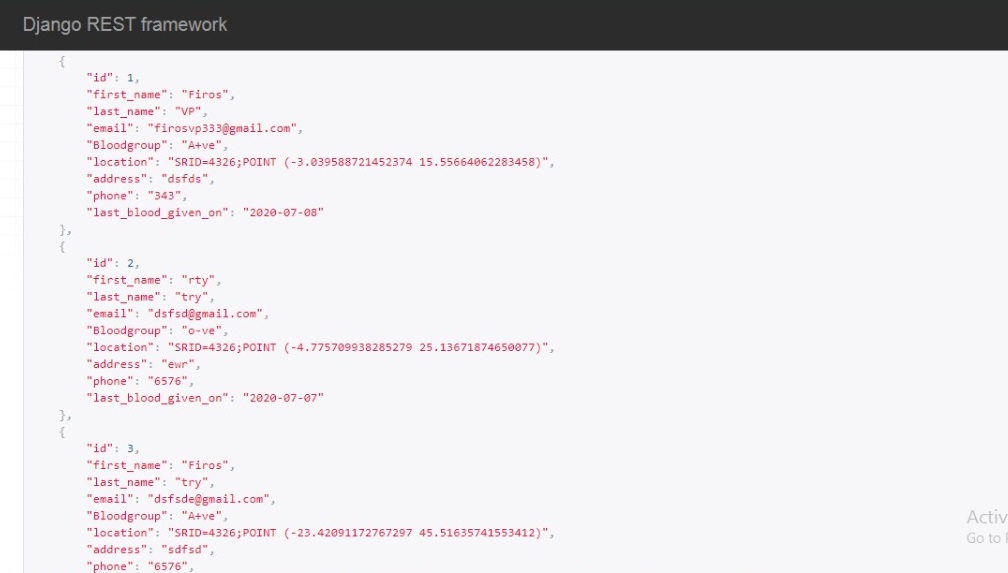 Django REST framework
{
"id": 1,
"first_name": "Firos",
"last_name": "VP",
"email": "firosvp333@gmail.com",
"Bloodgroup": "A+ve",
"location": "SRID=4326;POINT (-3.039588721452374 15.55664062283458)",
"address": "dsfds",
"phone": "343",
"last_blood_given_on": "2020-07-08"
},
{
"id": 2,
"first_name": "rty",
"last_name": "try",
"email": "dsfsd@gmail.com",
"Bloodgroup": "o-ve",
"location": "SRID=4326;POINT (-4.775709938285279 25.13671874650077)",
"address": "ewr",
"phone": "6576",
"last_blood_given_on": "2020-07-07"
},
{
"id": 3,
"first_name": "Firos",
"last_name": "try",
"email": "dsfsde@gmail.com",
"Bloodgroup": "A+ve",
"location": "SRID=4326;POINT (-23.42091172767297 45.51635741553412)",
"address": "sdfsd",
"phone": "6576",
Activ
Go to